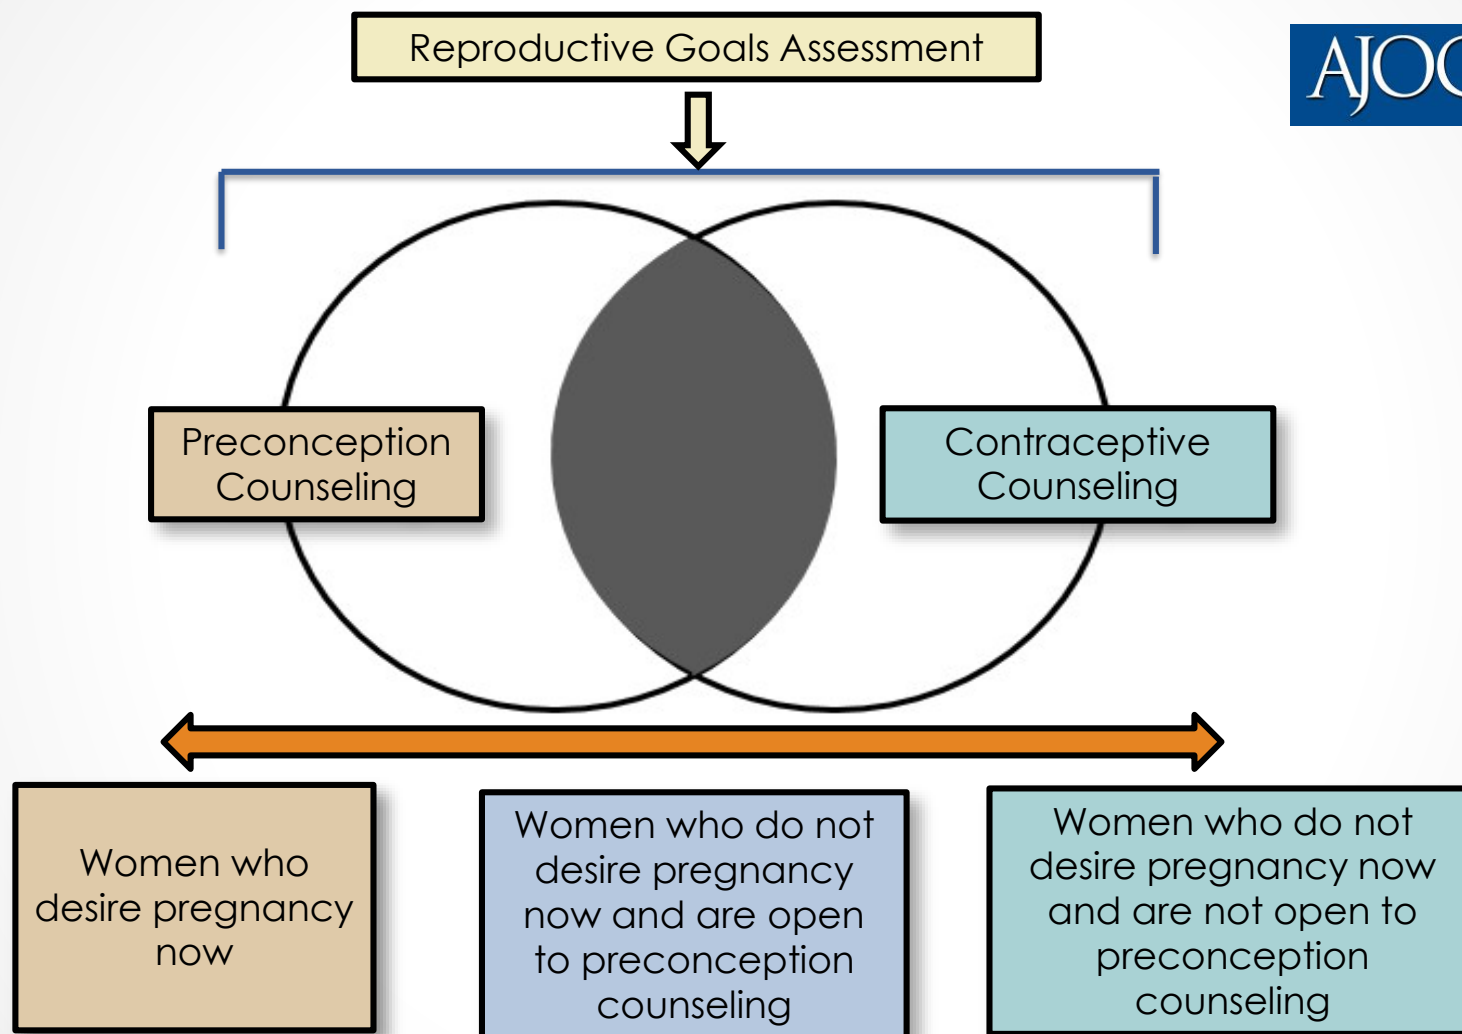 Reproductive Goals Assessment
AJOG
Preconception
Counseling
Contraceptive
Counseling
Women who
desire pregnancy
now
Women who do not
desire pregnancy
now and are open
to preconception
counseling
Women who do not
desire pregnancy now
and are not open to
preconception
counseling